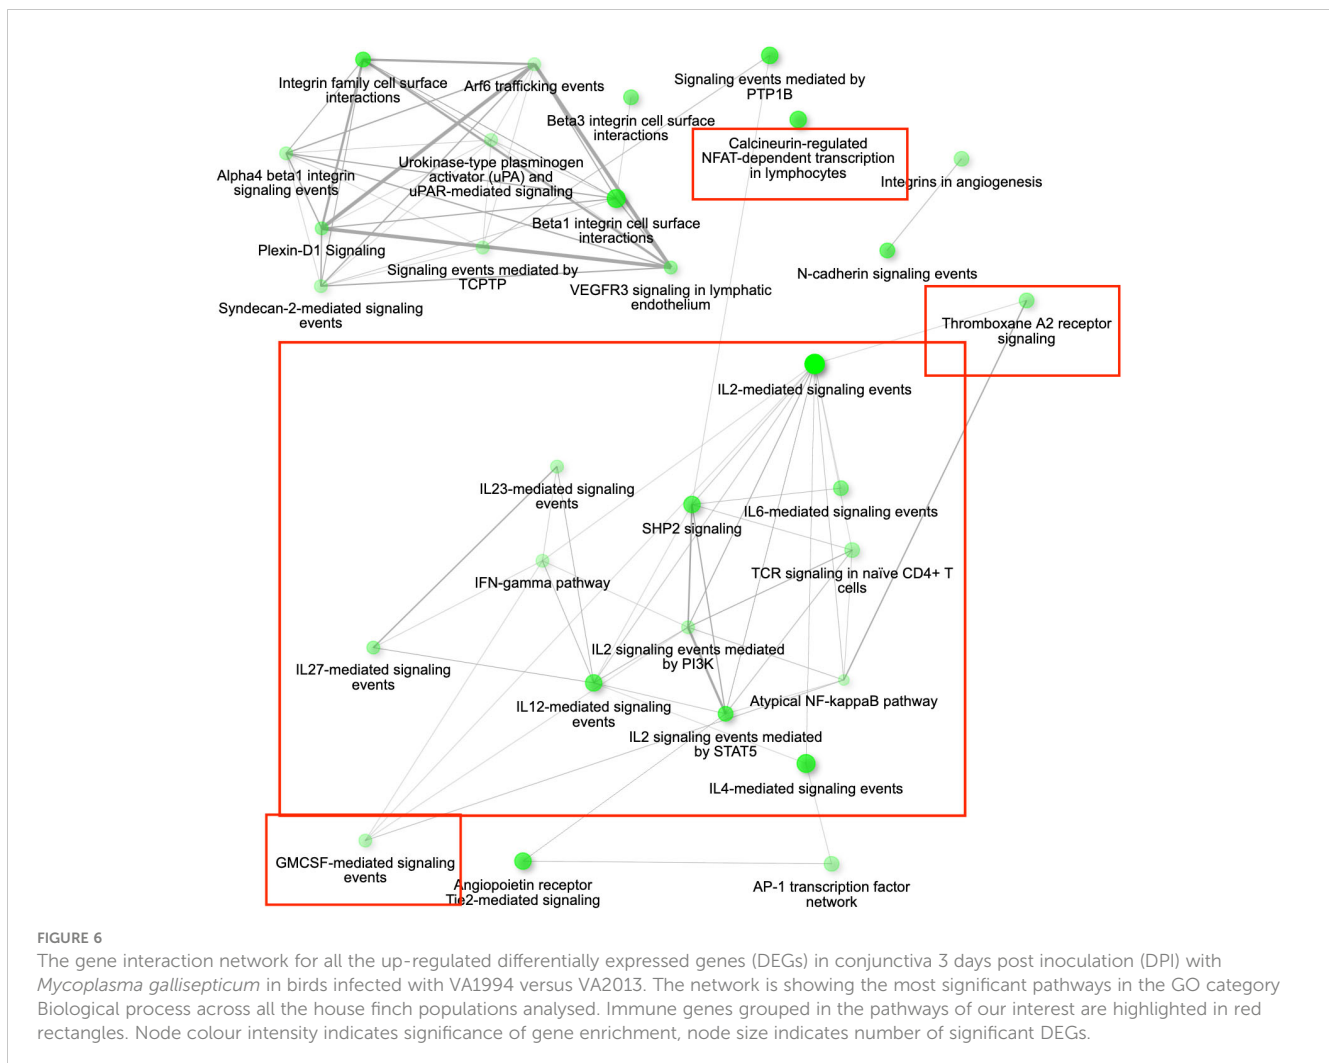 Integrin family cell surface
interactions
Arf6 trafficking events
Signaling events mediated by
PTP1B
Beta3 integrin cell surface
interactions
Calcineurin-regulated
NFAT-dependent transcription
in lymphocytes
Alpha4 beta1 integrin
signaling events
Urokinase-type plasminogen
activator (uPA) and
uPAR-mediated signaling
Integrins in angiogenesis
Beta1 integrin cell surface
interactions
Plexin-D1 Signaling
Signaling events mediated by
TCPTP
N-cadherin signaling events
VEGFR3 signaling in lymphatic
endothelium
Syndecan-2-mediated signaling
events
Thromboxane A2 receptor
signaling
IL2-mediated signaling events
IL23-mediated signaling
events
IL6-mediated signaling events
SHP2 signaling
IFN-gamma pathway
TCR signaling in naïve CD4+ T
cells
IL2 signaling events mediated
by PI3K
IL27-mediated signaling
events
Atypical NF-kappaB pathway
IL12-mediated signaling
events
IL2 signaling events mediated
by STAT5
IL4-mediated signaling events
GMCSF-mediated signaling
events
Angiopoietin receptor
Tie2-mediated signaling
AP-1 transcription factor
network
FIGURE 6
The gene interaction network for all the up-regulated differentially expressed genes (DEGs) in conjunctiva 3 days post inoculation (DPI) with
Mycoplasma gallisepticum in birds infected with VA1994 versus VA2013. The network is showing the most significant pathways in the GO category
Biological process across all the house finch populations analysed. Immune genes grouped in the pathways of our interest are highlighted in red
rectangles. Node colour intensity indicates significance of gene enrichment, node size indicates number of significant DEGs.